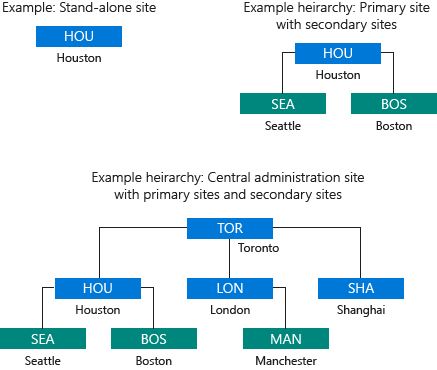 Example: Stand-alone site
HOU
Houston
Example heirarchy: Primary site
with secondary sites
HOU
Houston
SEA
BOS
Seattle
Boston
Example heirarchy: Central administration site
with primary sites and secondary sites
TOR
Toronto
HOU
LON
SHA
Houston
London
Shanghai
SEA
BOS
MAN
Seattle
Boston
Manchester